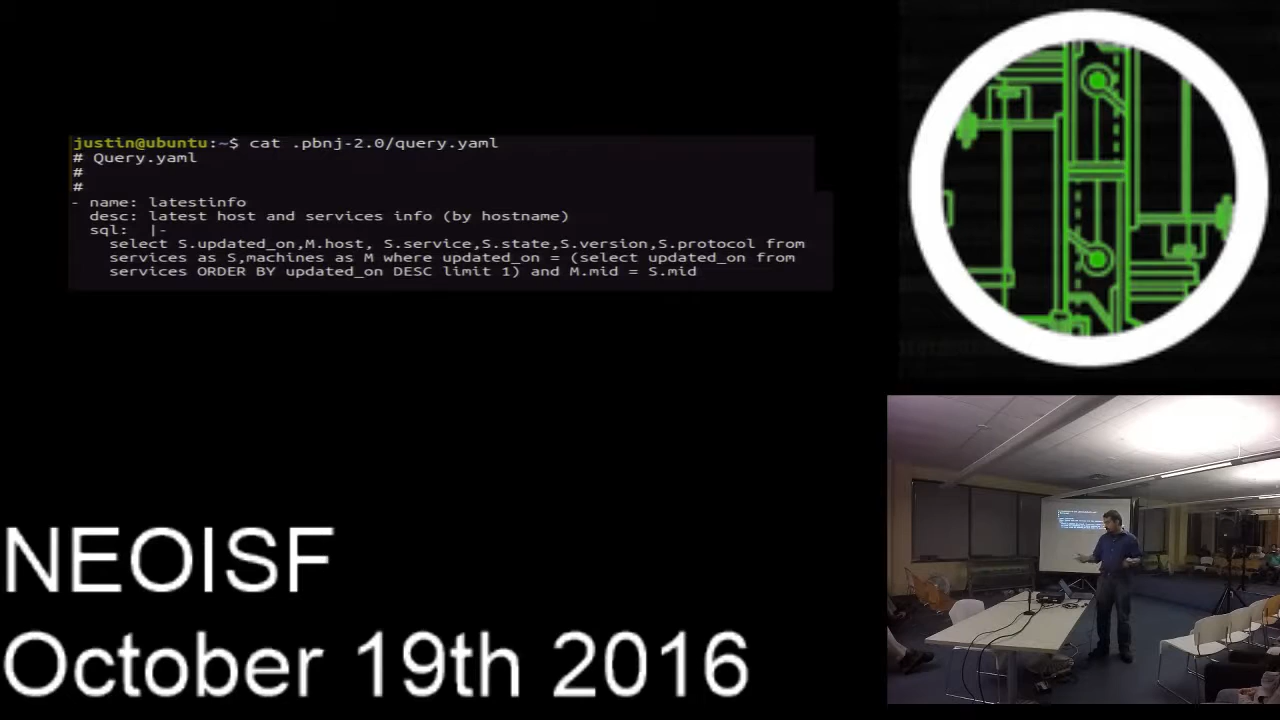 justin@ubuntu:~$ cat .pbnj-2.0/query.yaml
# Query.yaml
#
#
- name: latestinfo
desc: latest host and services info (by hostname)
sql: |-
select S.updated_on,M.host, S.service,S.state,S.version,S.protocol from
services as S,machines as M where updated_on = (select updated_on from
services ORDER BY updated_on DESC limit 1) and M.mid = S.mid
NEOISF
October 19th 2016